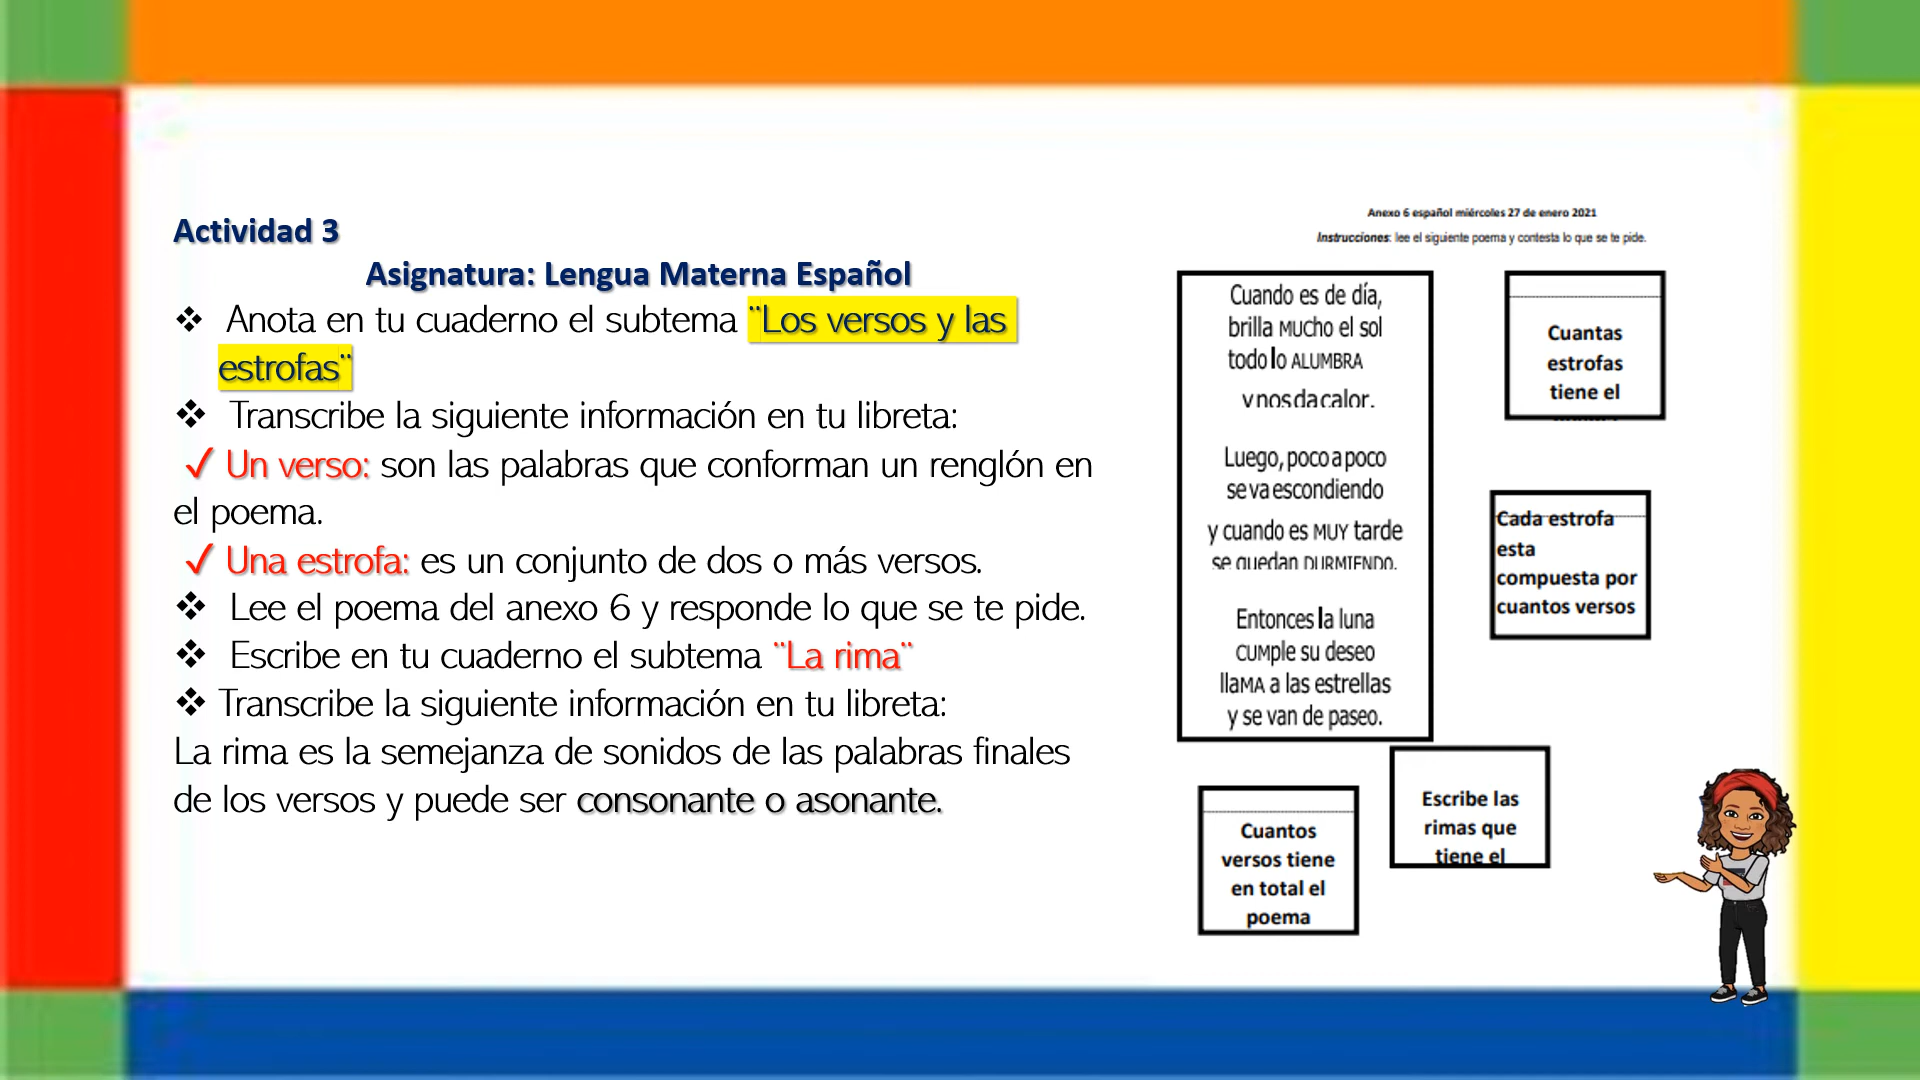 Actividad 3
Asignatura: Lengua Materna Español
❖ Anota en tu cuaderno el subtema ¨Los versos y las
estrofas¨
❖ Transcribe la siguiente información en tu libreta:
✓ Un verso: son las palabras que conforman un renglón en
el poema.
✓ Una estrofa: es un conjunto de dos o más versos.
❖ Lee el poema del anexo 6 y responde lo que se te pide.
❖ Escribe en tu cuaderno el subtema ¨La rima¨
❖ Transcribe la siguiente información en tu libreta:
La rima es la semejanza de sonidos de las palabras finales
de los versos y puede ser consonante o asonante.
Anexo 6 español miércoles 27 de enero 2021
Instrucciones: lee el siguiente poema y contesta lo que se te pide.
Cuando es de día,
brilla MUCho el sol
todo lo ALUMBRA
y nos da calor.
Luego, poco a poco
se va escondiendo
y cuando es MUY tarde
se quedan DURMIENDO.
Entonces la luna
CUMple su deseo
llaMA a las estrellas
y se van de paseo.
Cuantas
estrofas
tiene el
Cada estrofa
esta
compuesta por
cuantos versos
Escribe las
rimas que
tiene el
Cuantos
versos tiene
en total el
poema